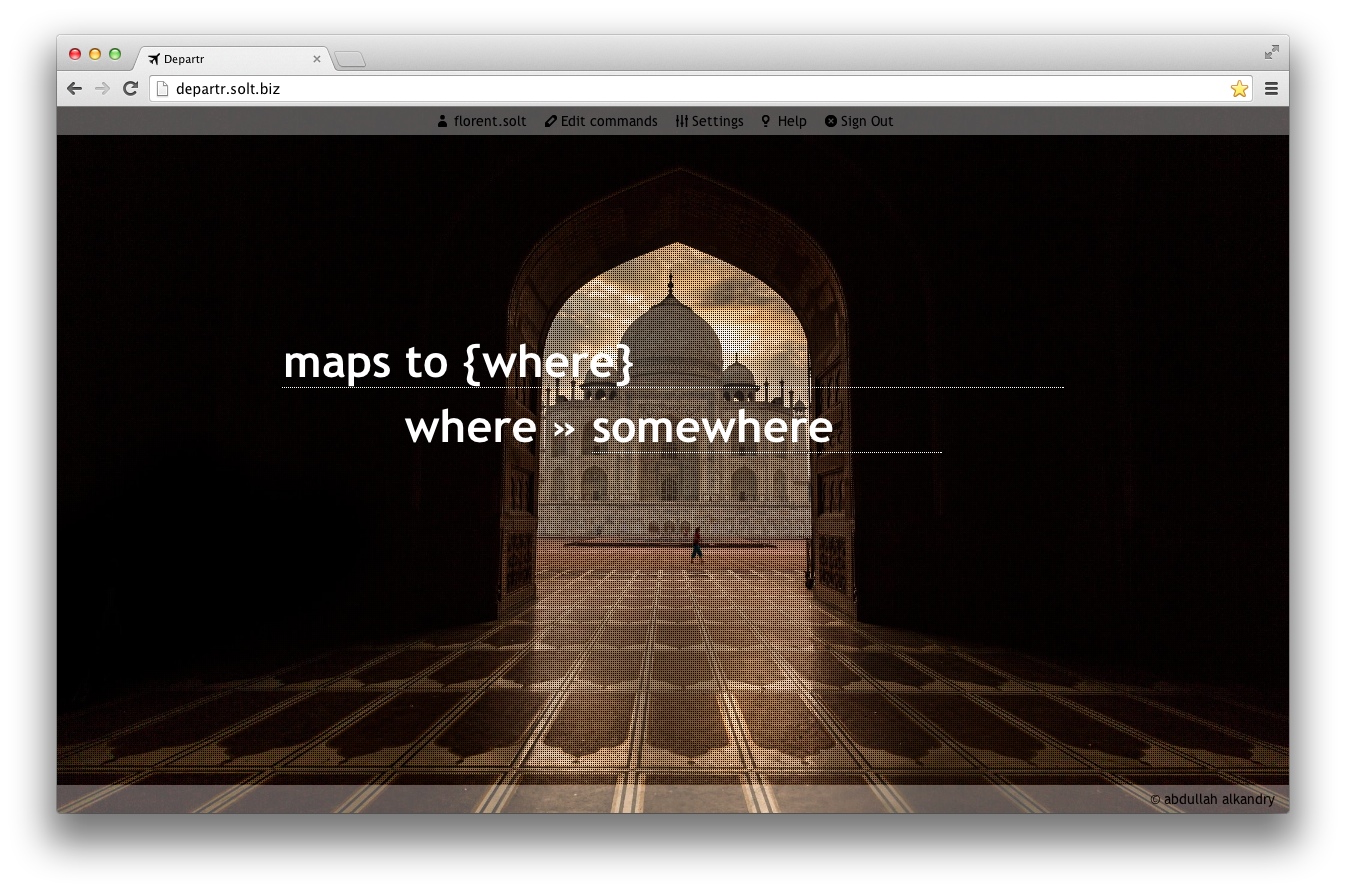 Departr
departr.solt.biz
florent.solt Edit commands Settings Help Sign Out
maps to {where}
where » somewhere
© abdullah alkandry